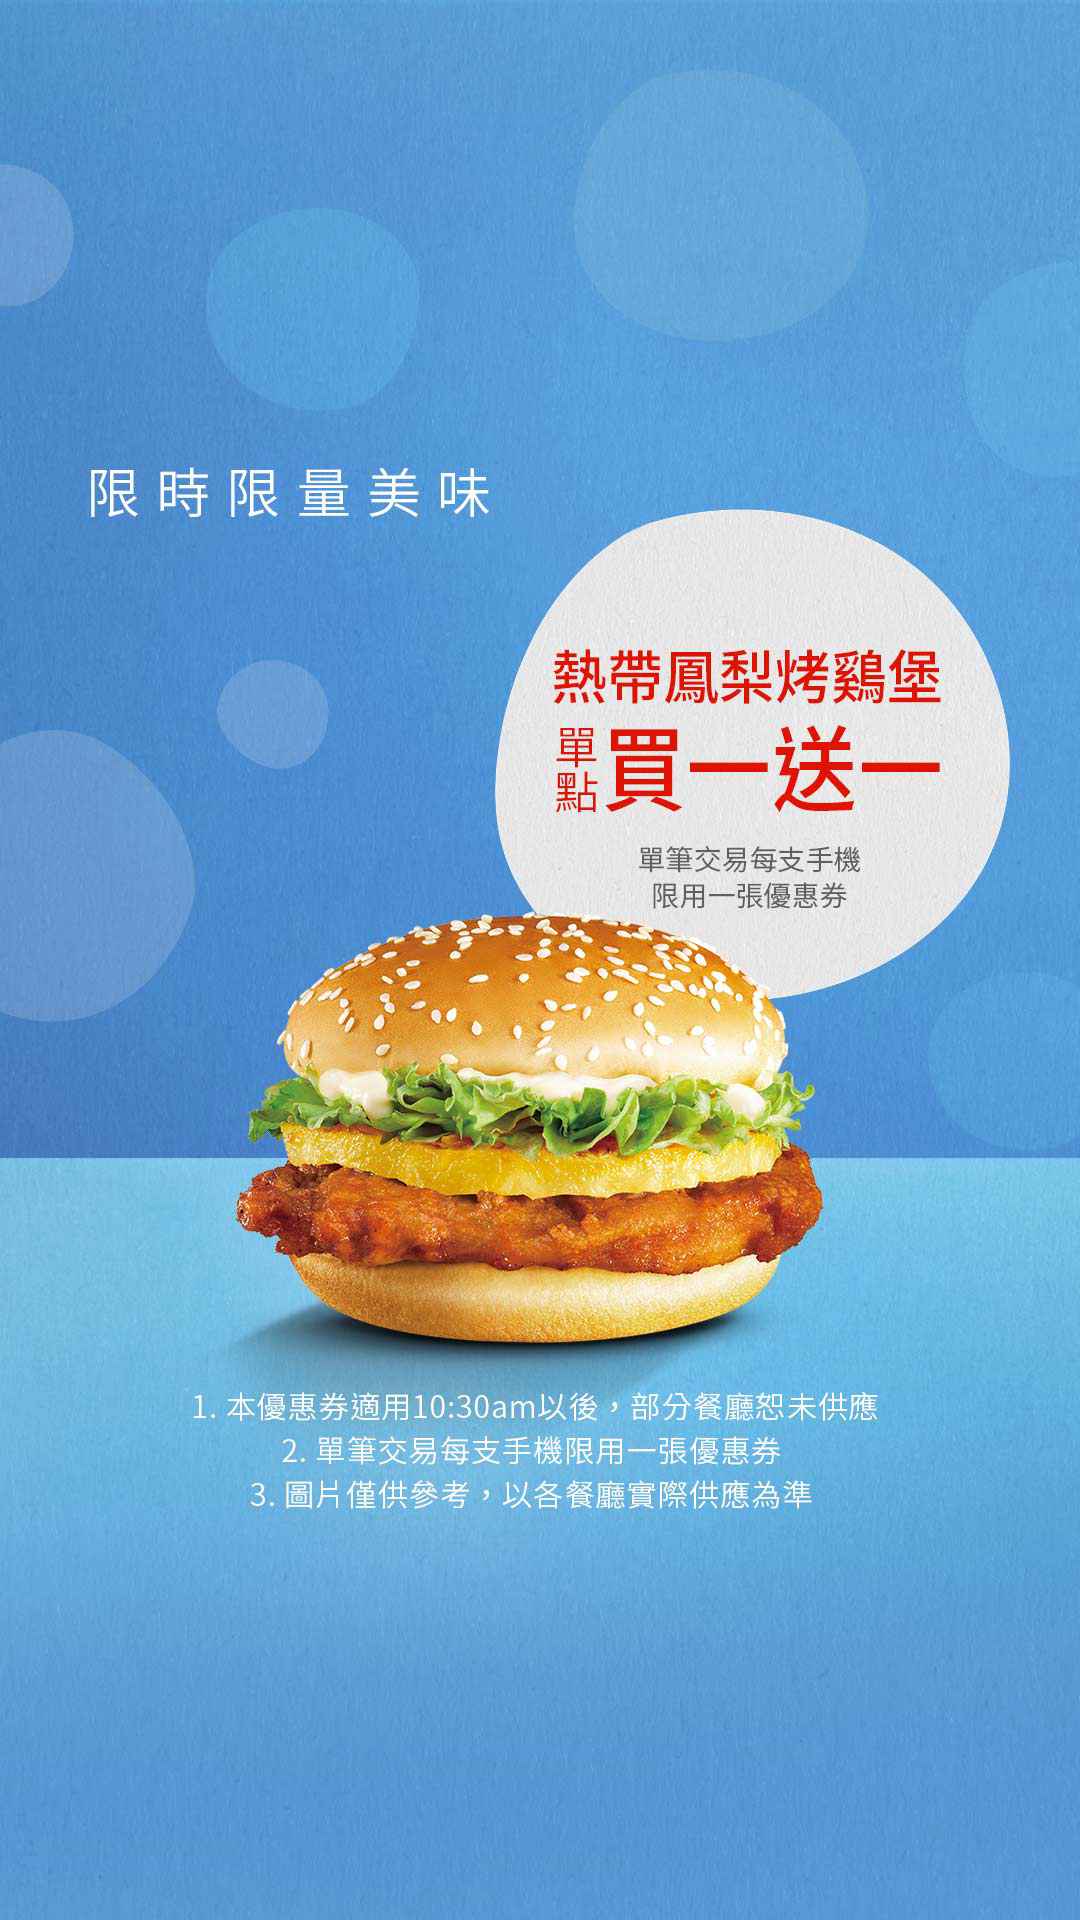 限時限量美味
熱帶鳳梨烤鷄堡
單點買一送一
單筆交易每支手機
限用一張優惠券
1. 本優惠券適用10:30am以後，部分餐廳恕未供應
2. 單筆交易每支手機限用一張優惠券
3. 圖片僅供參考，以各餐廳實際供應為準